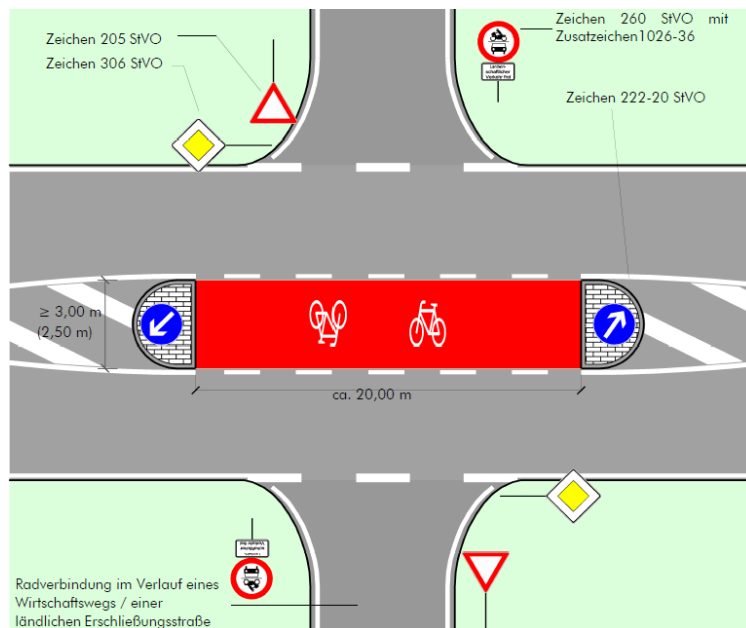 Zeichen 205 StVO
Zeichen 306 StVO
Zeichen 260 StVO mit
Zusatzeichen1026-36
Zeichen 222-20 StVO
≥ 3,00 m
(2,50 m)
ca. 20,00 m
Radverbindung im Verlauf eines
Wirtschaftswegs / einer
ländlichen Erschließungsstraße